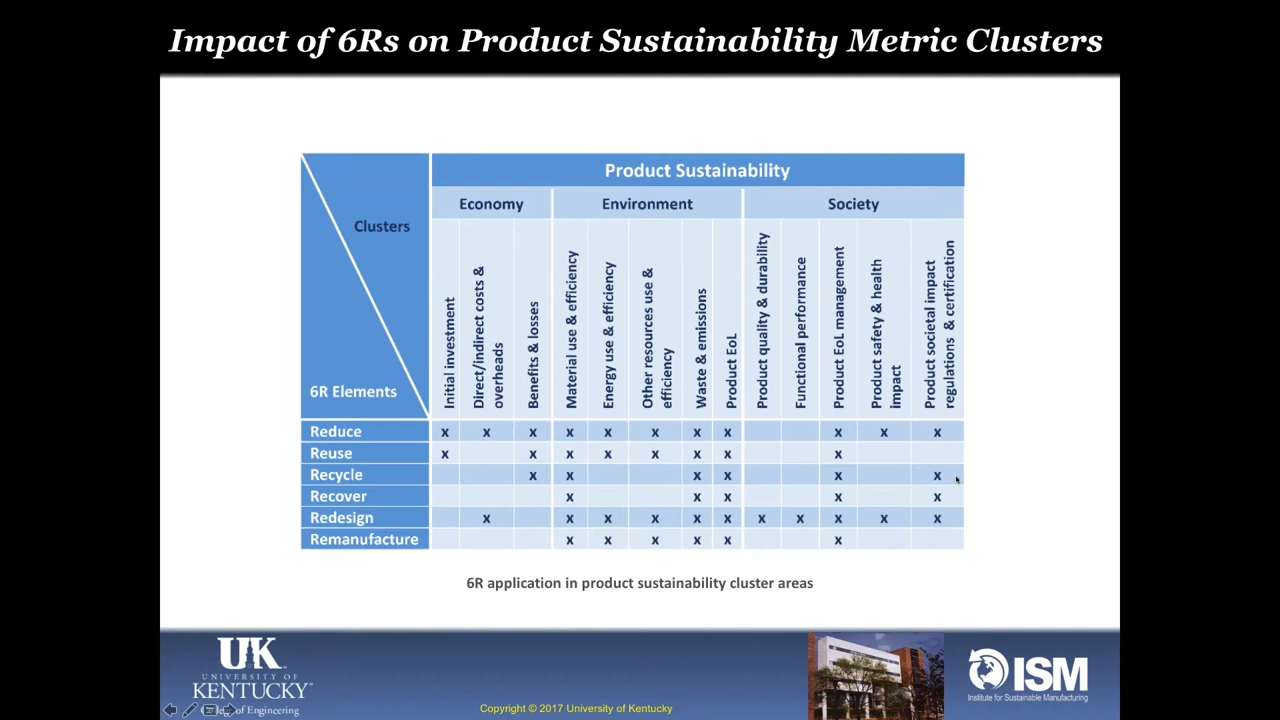 Impact of 6Rs on Product Sustainability Metric Clusters
Product Sustainability
Clusters
6R Elements
Economy Environment Society
Initial investment
Direct/indirect costs &
overheads
Benefits & losses
Material use & efficiency
Energy use & efficiency
Other resources use &
efficiency
Waste & emissions
Product EoL
Product quality & durability
Functional performance
Product EoL management
Product safety & health
impact
Product societal impact
regulations & certification
Reduce x x x x x x x x x x x
Reuse x x x x x x x x
Recycle x x x x x x
Recover x x x x x
Redesign x x x x x x x x x x x
Remanufacture x x x x x x
6R application in product sustainability cluster areas
UK
UNIVERSITY OF
KENTUCKY
College of Engineering
Copyright © 2017 University of Kentucky
ISM
Institute for Sustainable Manufacturing